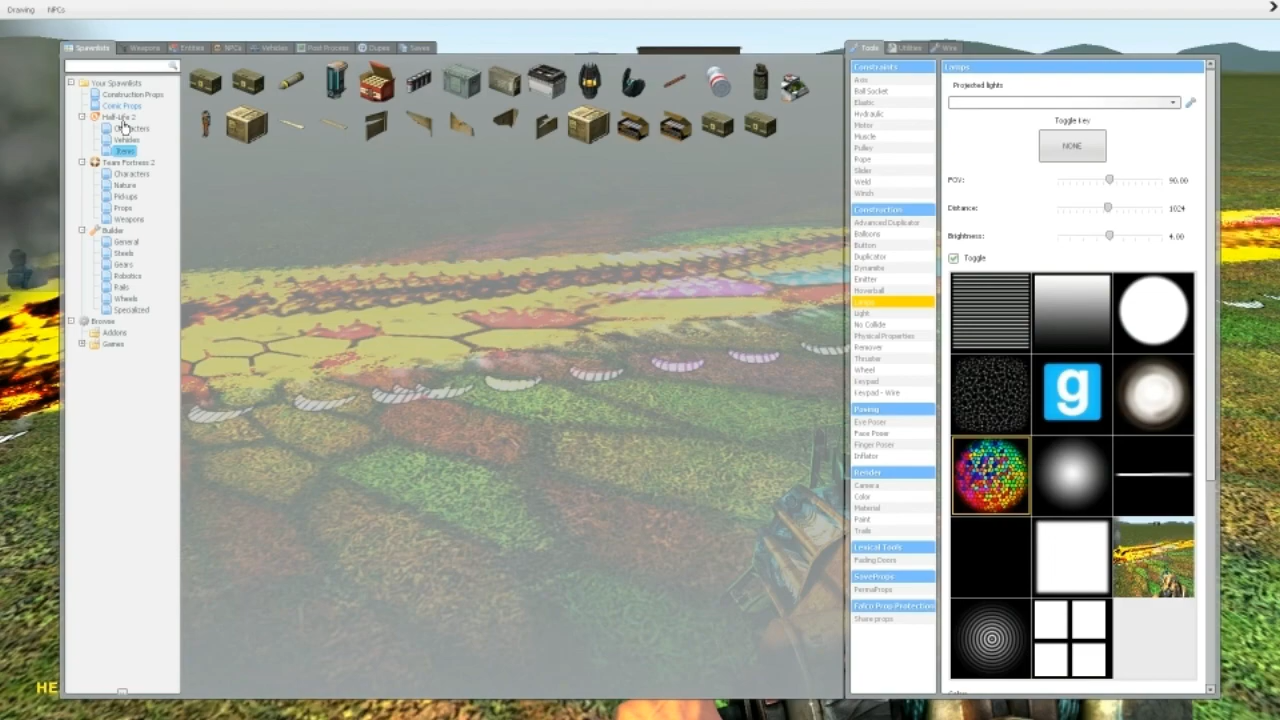 Drawing NPCs
Spawnlists Weapons Entities NPCs Vehicles Post Process Dupes Saves
Your Spawnlists
Construction Props
Comic Props
Half-Life 2
Characters
Vehicles
Items
Team Fortress 2
Characters
Nature
Pick-ups
Props
Weapons
Builder
General
Steels
Gears
Robotics
Rails
Wheels
Specialized
Browse
Addons
Games
HE
Tools Utilities Wire
Constraints
Axis
Ball Socket
Elastic
Hydraulic
Motor
Muscle
Pulley
Rope
Slider
Weld
Winch
Construction
Advanced Duplicator
Balloons
Button
Duplicator
Dynamite
Emitter
Hoverball
Lamps
Light
No Collide
Physical Properties
Remover
Thruster
Wheel
Keypad
Keypad - Wire
Posing
Eye Poser
Face Poser
Finger Poser
Inflator
Render
Camera
Color
Material
Paint
Trails
Lexical Tools
Fading Doors
SaveProps
PermaProps
Falco Prop Protection
Share props
Lamps
Projected lights
Toggle Key
NONE
FOV: 90.00
Distance: 1024
Brightness: 4.00
Toggle
g